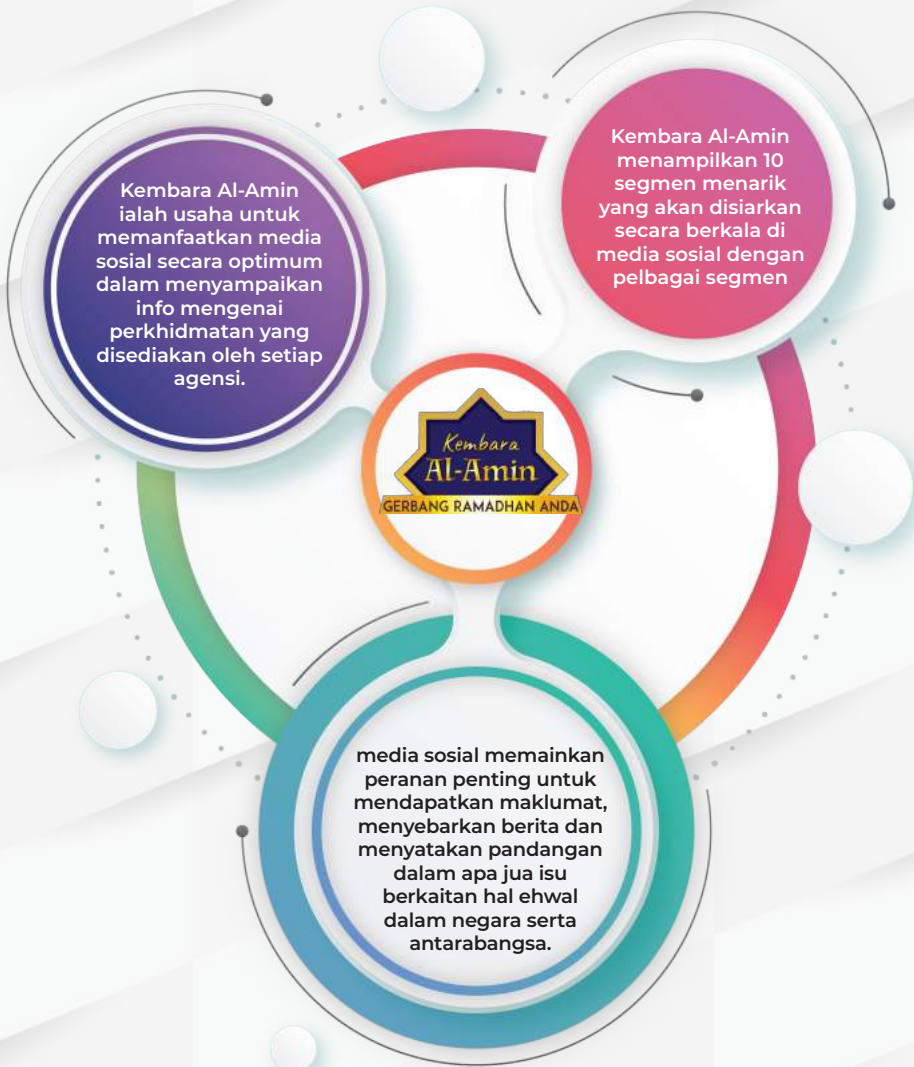 Kembara Al-Amin
ialah usaha untuk
memanfaatkan media
sosial secara optimum
dalam menyampaikan
info mengenai
perkhidmatan yang
disediakan oleh setiap
agensi.
Kembara Al-Amin
menampilkan 10
segmen menarik
yang akan disiarkan
secara berkala di
media sosial dengan
pelbagai segmen
Kembara
Al-Amin
GERBANG RAMADHAN ANDA
media sosial memainkan
peranan penting untuk
mendapatkan maklumat,
menyebarkan berita dan
menyatakan pandangan
dalam apa jua isu
berkaitan hal ehwal
dalam negara serta
antarabangsa.